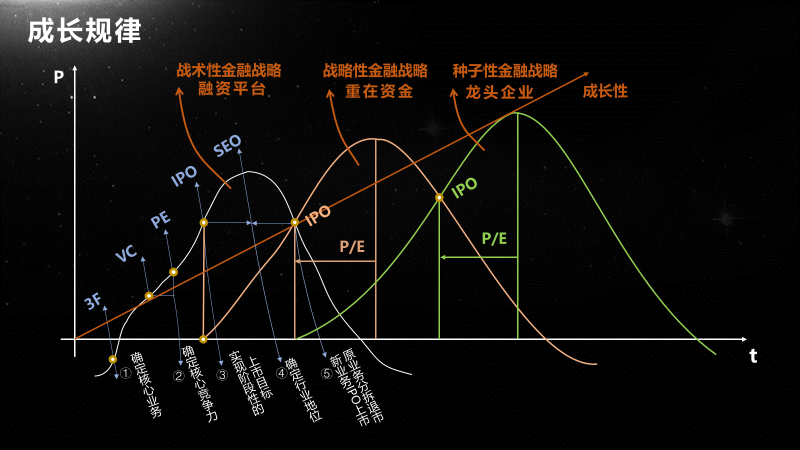 成长规律
P
战术性金融战略
融资平台
战略性金融战略
重在资金
种子性金融战略
龙头企业
成长性
SEO
IPO
PE
VC
3F
IPO
P/E
IPO
P/E
t
①
确定核心业务
②
确定核心竞争力
③
上市目标
实现阶段性的
④
确定行业地位
⑤
原业务分拆退市
新业务IPO上市